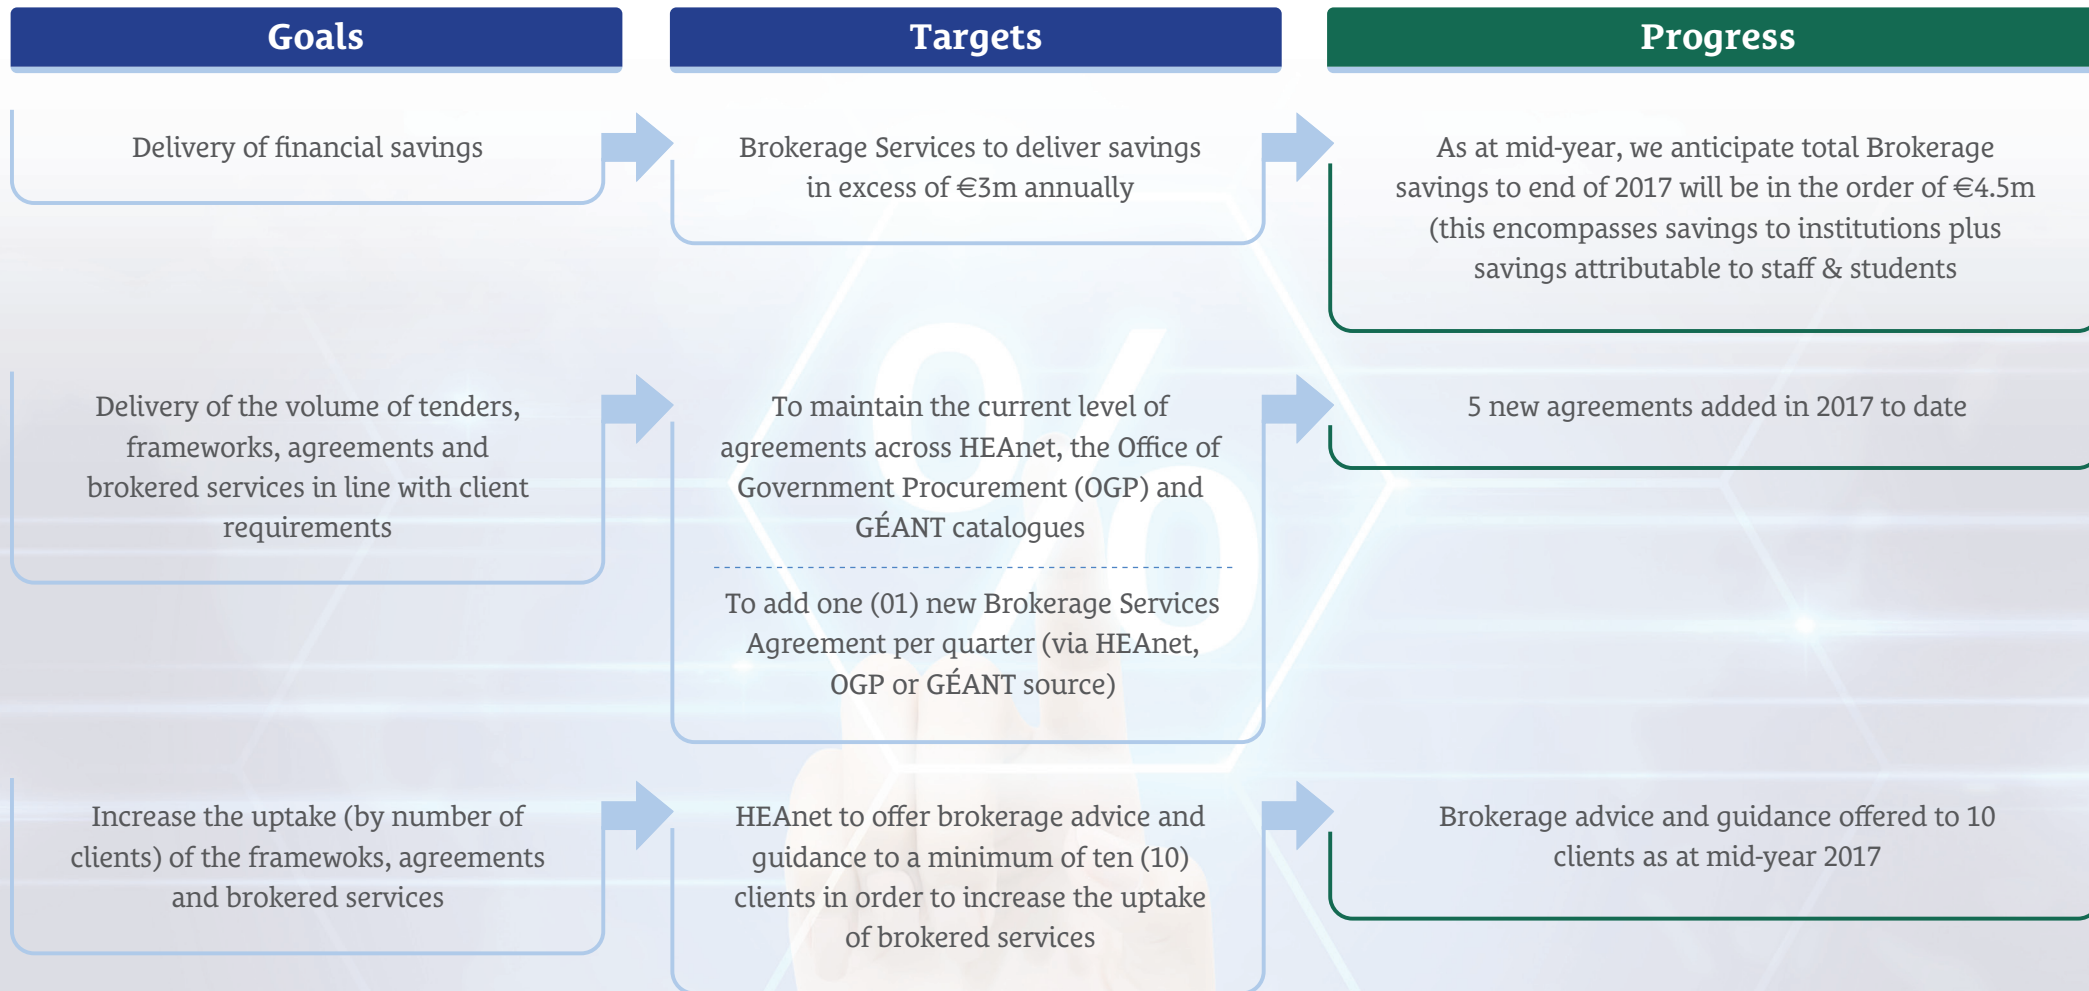 Goals
Targets
Progress
Delivery of financial savings
Brokerage Services to deliver savings
in excess of €3m annually
As at mid-year, we anticipate total Brokerage
savings to end of 2017 will be in the order of €4.5m
(this encompasses savings to institutions plus
savings attributable to staff & students
Delivery of the volume of tenders,
frameworks, agreements and
brokered services in line with client
requirements
To maintain the current level of
agreements across HEAnet, the Office of
Government Procurement (OGP) and
GÉANT catalogues
To add one (01) new Brokerage Services
Agreement per quarter (via HEAnet,
OGP or GÉANT source)
5 new agreements added in 2017 to date
Increase the uptake (by number of
clients) of the framewoks, agreements
and brokered services
HEAnet to offer brokerage advice and
guidance to a minimum of ten (10)
clients in order to increase the uptake
of brokered services
Brokerage advice and guidance offered to 10
clients as at mid-year 2017
%